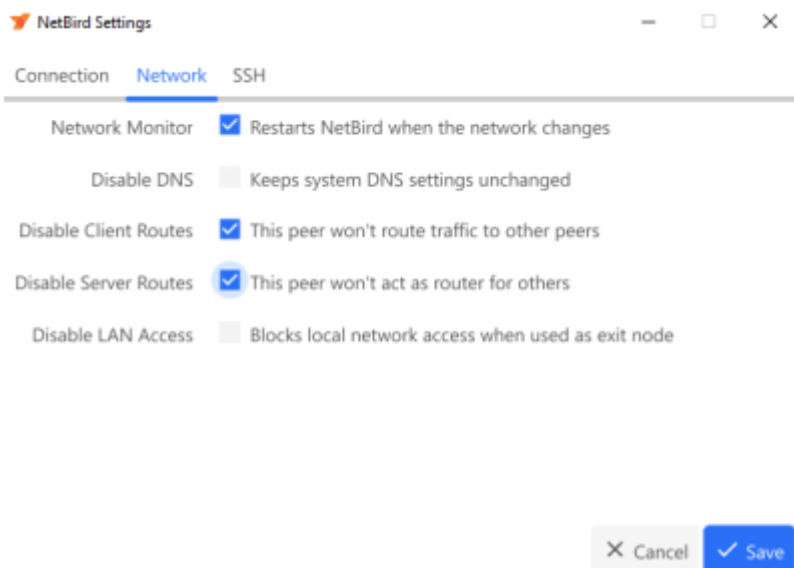 NetBird Settings
Connection Network SSH
Network Monitor Restarts NetBird when the network changes
Disable DNS Keeps system DNS settings unchanged
Disable Client Routes This peer won't route traffic to other peers
Disable Server Routes This peer won't act as router for others
Disable LAN Access Blocks local network access when used as exit node
Cancel Save